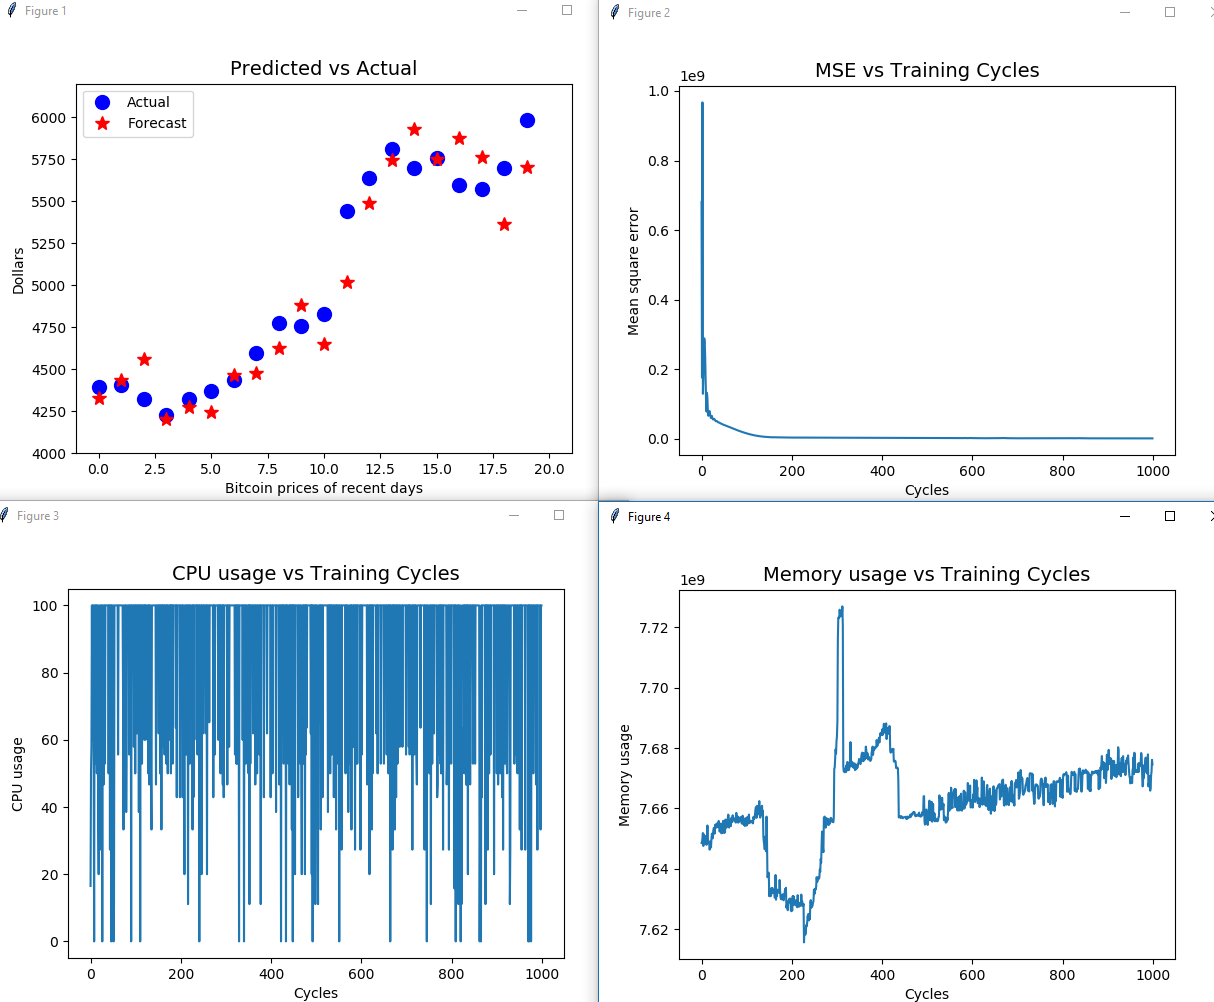 Figure 1
Predicted vs Actual
Actual
Forecast
6000
5750
5500
5250
5000
4750
4500
4250
4000
Dollars
0.0 2.5 5.0 7.5 10.0 12.5 15.0 17.5 20.0
Bitcoin prices of recent days
Figure 2
MSE vs Training Cycles
1e9
1.0
0.8
0.6
0.4
0.2
0.0
Mean square error
0 200 400 600 800 1000
Cycles
Figure 3
CPU usage vs Training Cycles
100
80
60
40
20
0
CPU usage
0 200 400 600 800 1000
Cycles
Figure 4
Memory usage vs Training Cycles
1e9
7.72
7.70
7.68
7.66
7.64
7.62
Memory usage
0 200 400 600 800 1000
Cycles